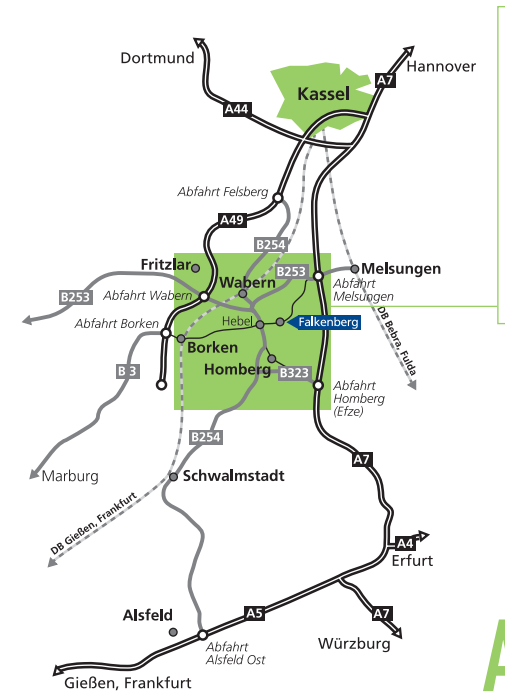 Dortmund
Hannover
A7
Kassel
A44
Abfahrt Felsberg
A49
B254
Fritzlar
B253
Melsungen
Wabern
B253
Abfahrt Wabern
Abfahrt
Melsungen
Abfahrt Borken
Hebel
Falkenberg
DB Bebra, Fulda
Borken
B 3
Homberg
B323
Abfahrt
Homberg
(Efze)
B254
A7
Marburg
Schwalmstadt
DB Gießen, Frankfurt
A4
Erfurt
Alsfeld
A5
A7
Abfahrt
Alsfeld Ost
Würzburg
Gießen, Frankfurt
A